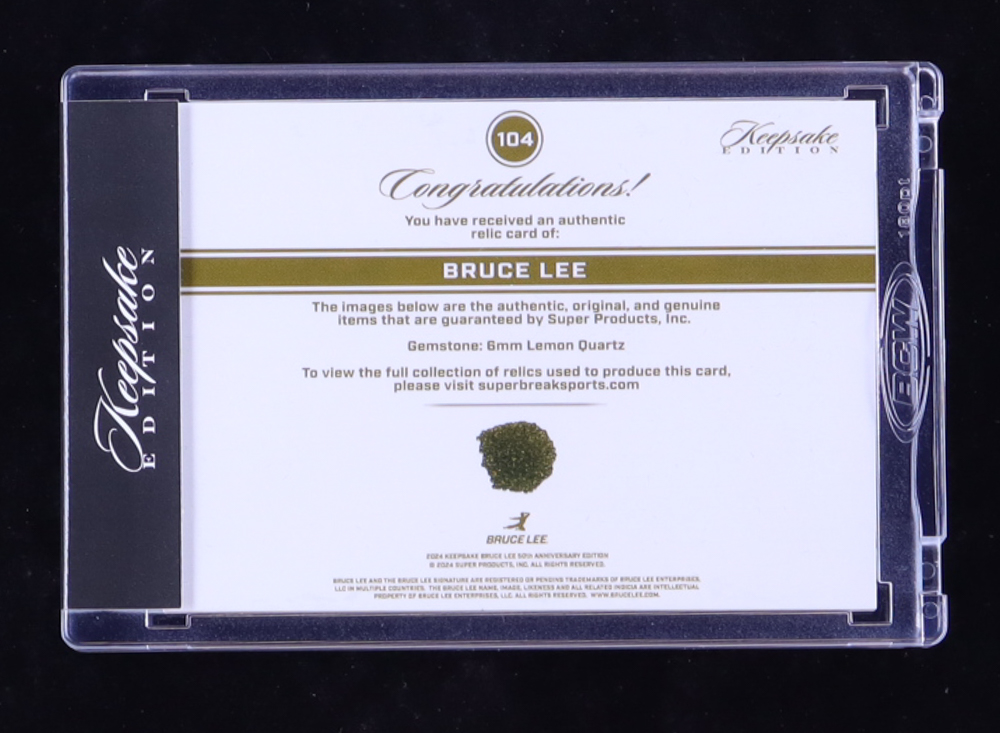 104
Keepsake
EDITION
Congratulations!
You have received an authentic
relic card of:
BRUCE LEE
The images below are the authentic, original, and genuine
items that are guaranteed by Super Products, Inc.
Gemstone: 6mm Lemon Quartz
To view the full collection of relics used to produce this card,
please visit superbreaksports.com
BRUCE LEE
2024 KEEPSAKE BRUCE LEE 50th ANNIVERSARY EDITION
© 2024 SUPER PRODUCTS, INC. ALL RIGHTS RESERVED.
BRUCE LEE AND THE BRUCE LEE SIGNATURE ARE REGISTERED OR PENDING TRADEMARKS OF BRUCE LEE ENTERPRISES,
LLC IN MULTIPLE COUNTRIES. THE BRUCE LEE NAME, IMAGE, LIKENESS AND ALL RELATED INDICIA ARE INTELLECTUAL
PROPERTY OF BRUCE LEE ENTERPRISES, LLC. ALL RIGHTS RESERVED. WWW.BRUCELEE.COM.
Keepsake
EDITION
180pt
BCW